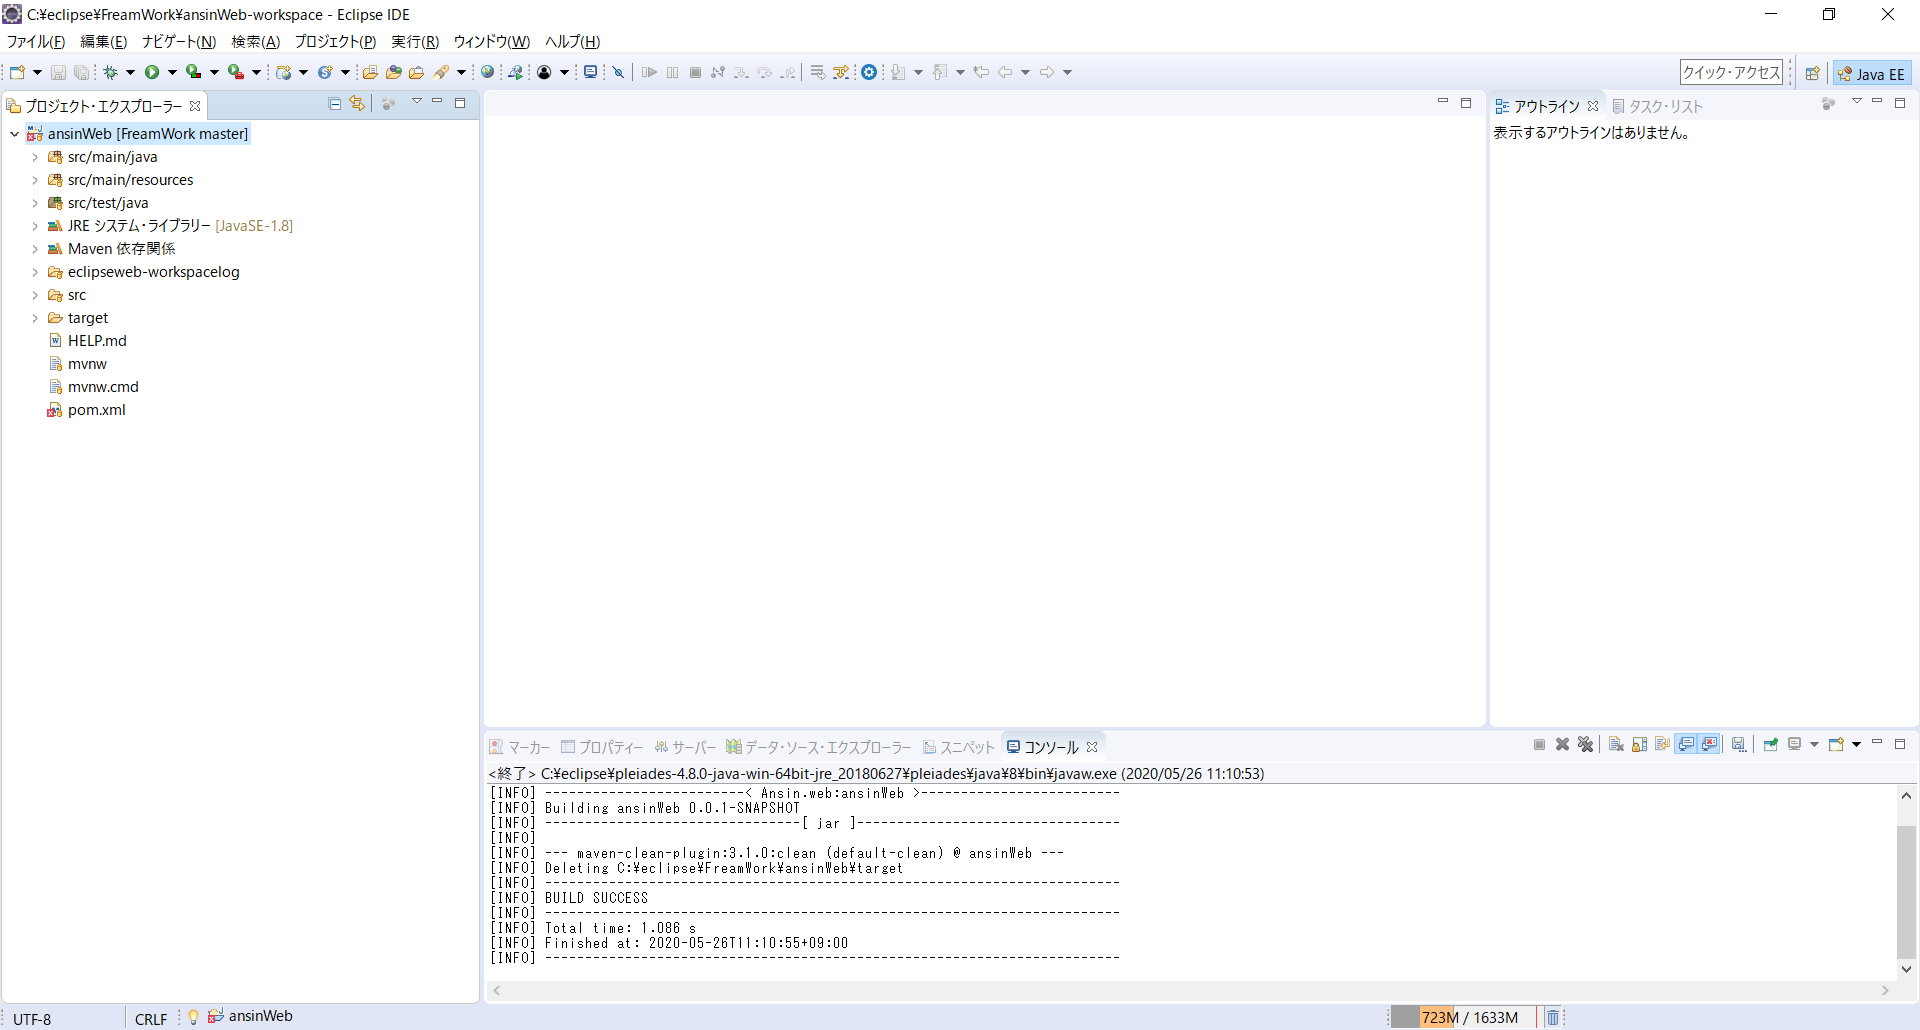 C:¥eclipse¥FreamWork¥ansinWeb-workspace - Eclipse IDE
ファイル(F) 編集(E) ナビゲート(N) 検索(A) プロジェクト(P) 実行(R) ウィンドウ(W) ヘルプ(H)
クイック・アクセス Java EE
プロジェクト・エクスプローラー
ansinWeb [FreamWork master]
src/main/java
src/main/resources
src/test/java
JRE システム・ライブラリー [JavaSE-1.8]
Maven 依存関係
eclipseweb-workspacelog
src
target
HELP.md
mvnw
mvnw.cmd
pom.xml
アウトライン タスク・リスト
表示するアウトラインはありません。
マーカー プロパティー サーバー データ・ソース・エクスプローラー スニペット コンソール
<終了> C:¥eclipse¥pleiades-4.8.0-java-win-64bit-jre_20180627¥pleiades¥java¥8¥bin¥javaw.exe (2020/05/26 11:10:53)
[INFO] -------------------------< Ansin.web:ansinWeb >-------------------------
[INFO] Building ansinWeb 0.0.1-SNAPSHOT
[INFO] --------------------------------[ jar ]---------------------------------
[INFO]
[INFO] --- maven-clean-plugin:3.1.0:clean (default-clean) @ ansinWeb ---
[INFO] Deleting C:¥eclipse¥FreamWork¥ansinWeb¥target
[INFO] ------------------------------------------------------------------------
[INFO] BUILD SUCCESS
[INFO] ------------------------------------------------------------------------
[INFO] Total time: 1.086 s
[INFO] Finished at: 2020-05-26T11:10:55+09:00
[INFO] ------------------------------------------------------------------------
UTF-8 CRLF ansinWeb 723M / 1633M